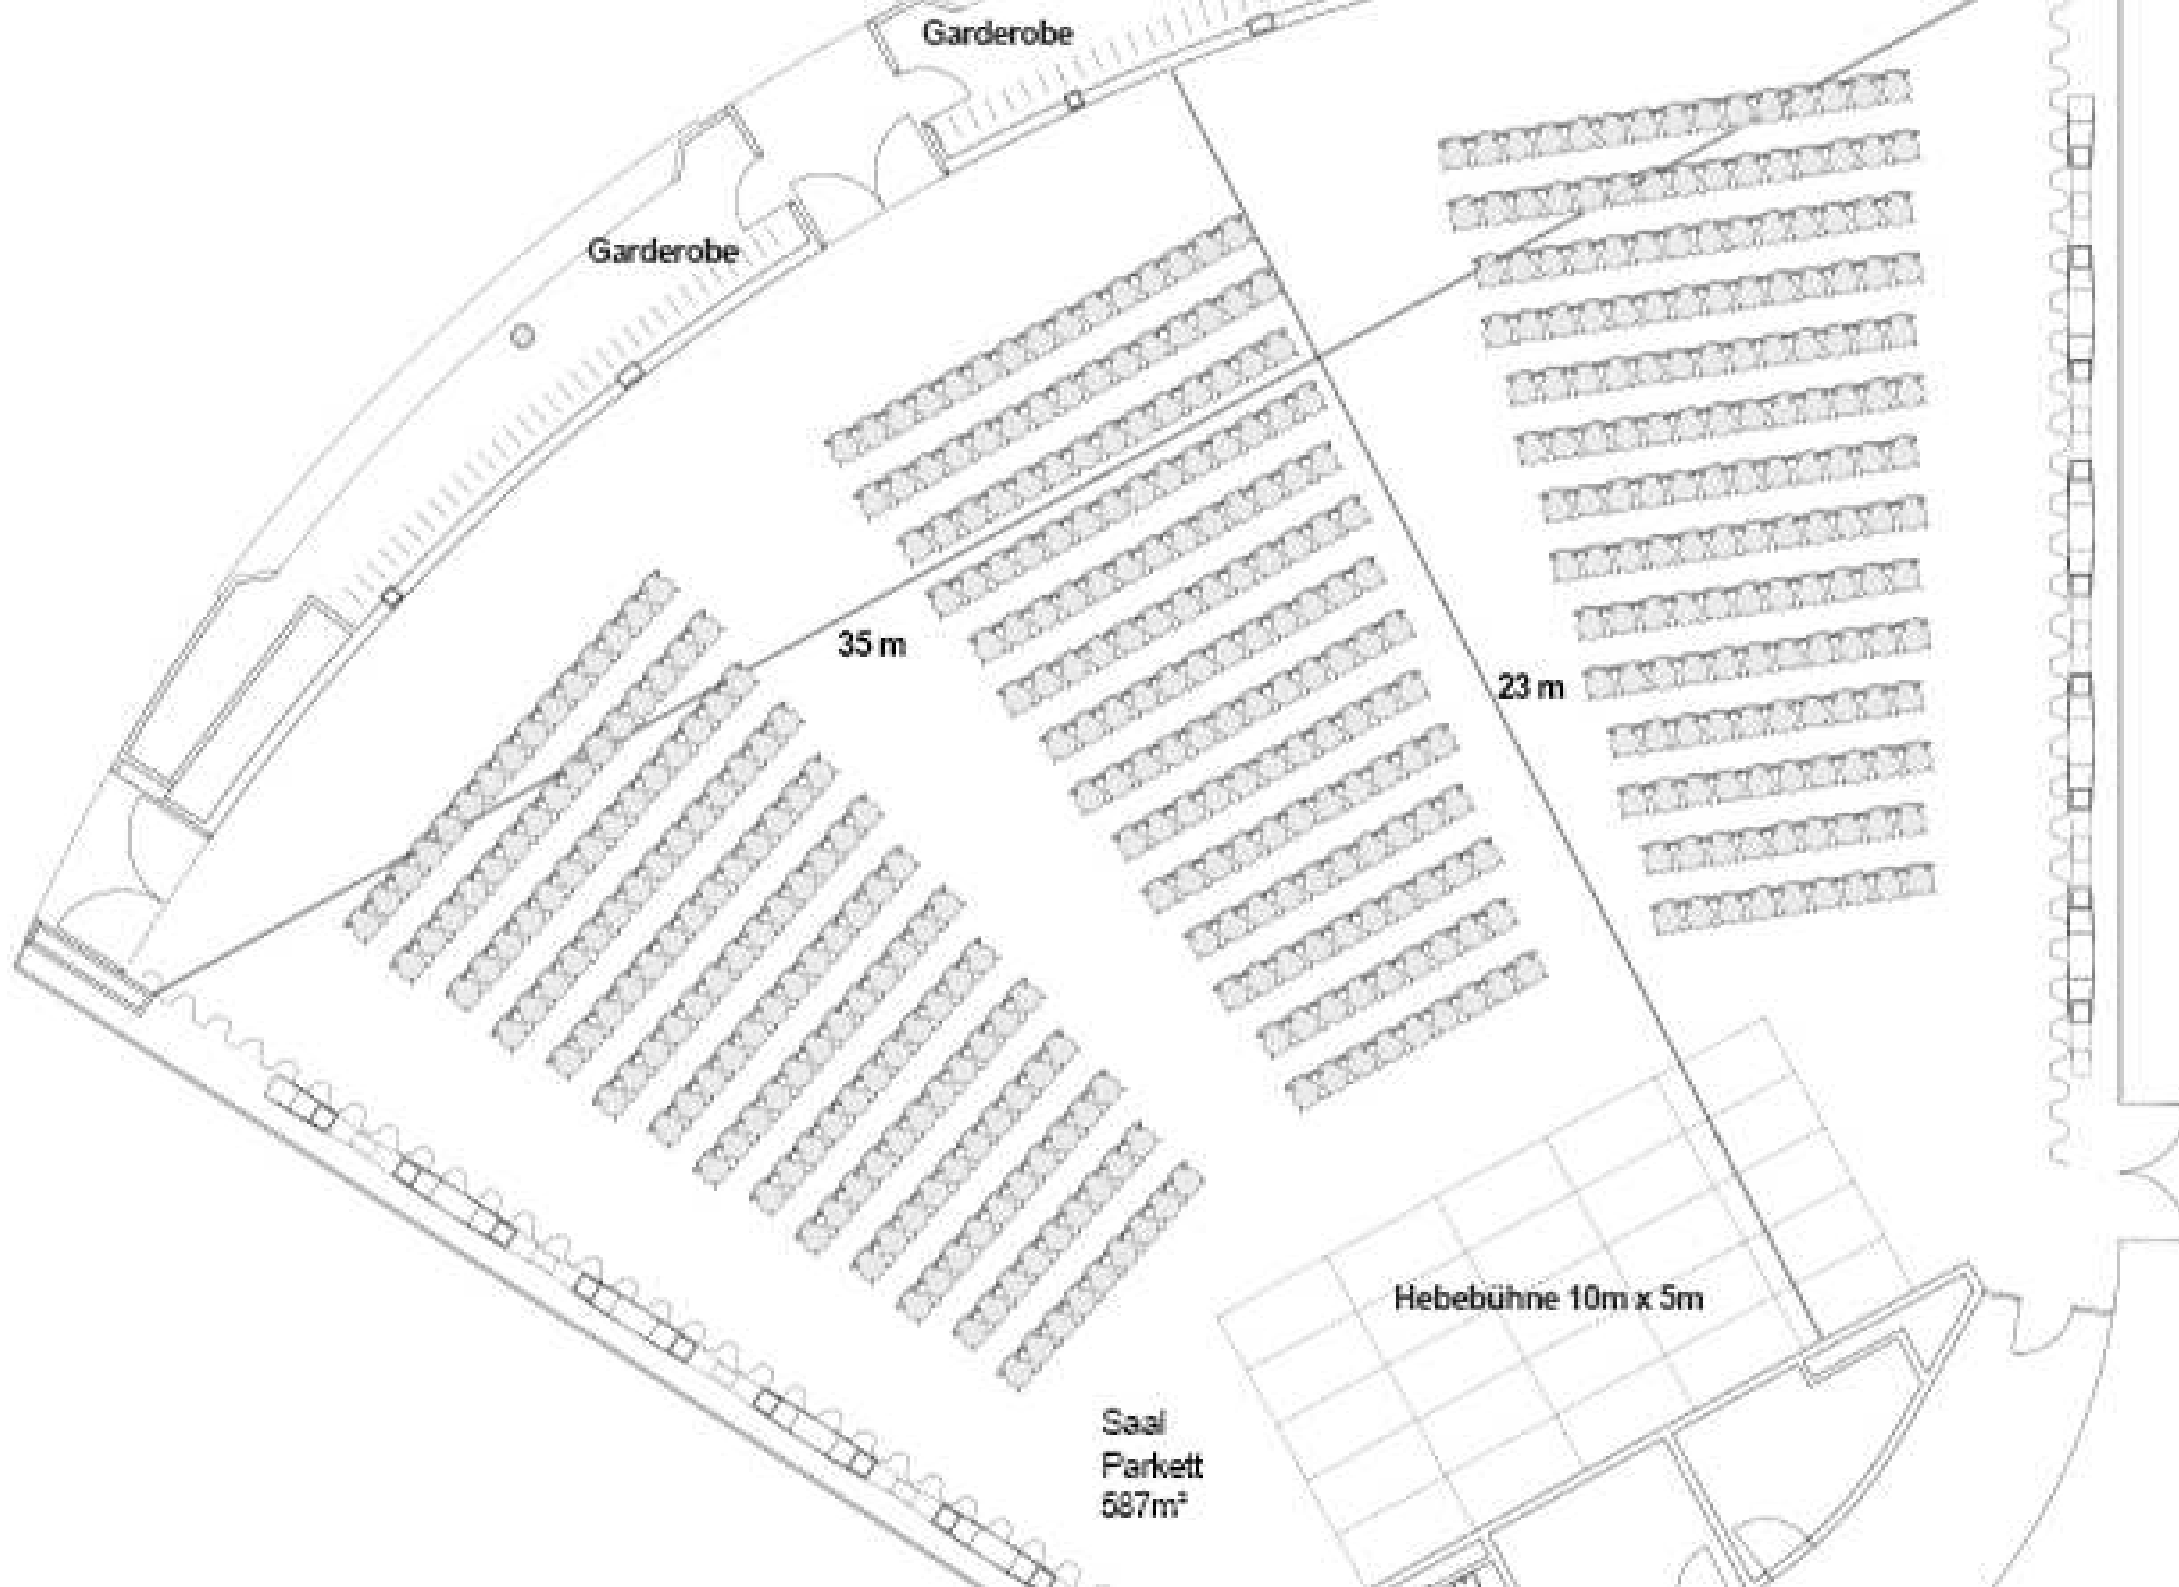 Garderobe
Garderobe
35 m
23 m
Hebebühne 10m x 5m
Saal
Parkett
587m²